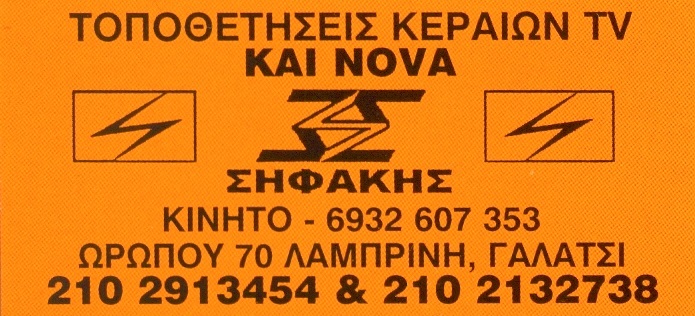 ΤΟΠΟΘΕΤΗΣΕΙΣ ΚΕΡΑΙΩΝ TV
ΚΑΙ NOVA
ΣΗΦΑΚΗΣ
ΚΙΝΗΤΟ - 6932 607 353
ΩΡΩΠΟΥ 70 ΛΑΜΠΡΙΝΗ, ΓΑΛΑΤΣΙ
210 2913454 & 210 2132738